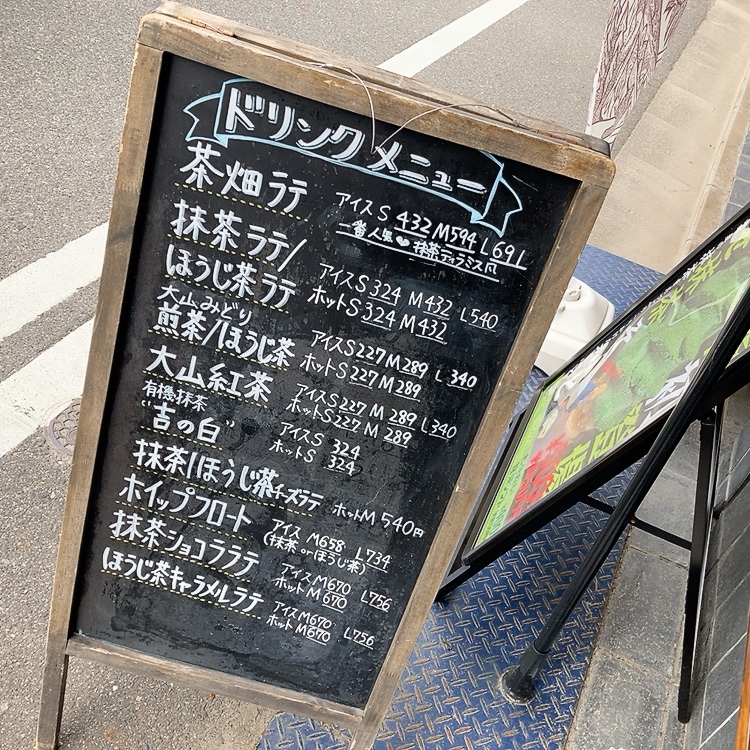 ドリンクメニュー
茶畑ラテ アイスS 432 M594 L691
一番人気♥抹茶ティラミス風
抹茶ラテ/
ほうじ茶ラテ アイスS 324 M 432 L540
ホットS 324 M 432
大山みどり
煎茶/ほうじ茶 アイスS 227 M 289 L 340
ホットS 227 M 289
大山紅茶 アイスS 227 M 289 L 340
ホットS 227 M 289
有機抹茶
"吉の白" アイスS 324
ホットS 324
抹茶/ほうじ茶チーズラテ ホットM 540円
ホイップフロート アイス M658 L734
(抹茶orほうじ茶)
抹茶ショコララテ アイスM670 L756
ホットM670
ほうじ茶キャラメルラテ アイスM670 L756
ホットM670